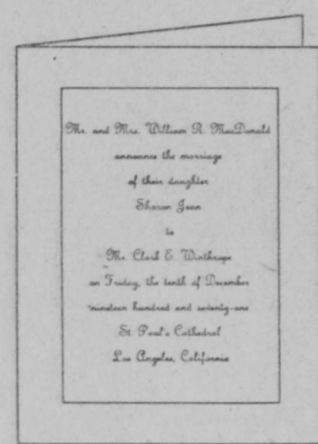 Mr. and Mrs. William R. MacDonald
announce the marriage
of their daughter
Sharon Jean
to
Mr. Clark E. Winthrope
on Friday, the tenth of December
nineteen hundred and seventy-one
St. Paul's Cathedral
Los Angeles, California